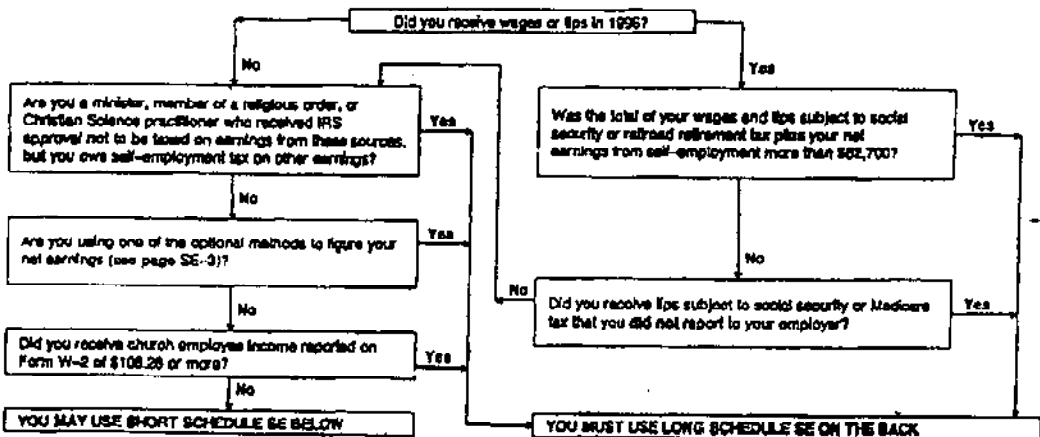 Did you receive wages or tips in 1996?
No
Yes
Are you a minister, member of a religious order, or
Christian Science practitioner who received IRS
approval not to be taxed on earnings from these sources,
but you owe self-employment tax on other earnings?
Yes
Was the total of your wages and tips subject to social
security or railroad retirement tax plus your net
earnings from self-employment more than $62,700?
Yes
No
No
Are you using one of the optional methods to figure your
net earnings (see page SE-3)?
Yes
No
No
Did you receive tips subject to social security or Medicare
tax that you did not report to your employer?
Yes
Did you receive church employee income reported on
Form W-2 of $108.28 or more?
Yes
No
YOU MAY USE SHORT SCHEDULE SE BELOW
YOU MUST USE LONG SCHEDULE SE ON THE BACK